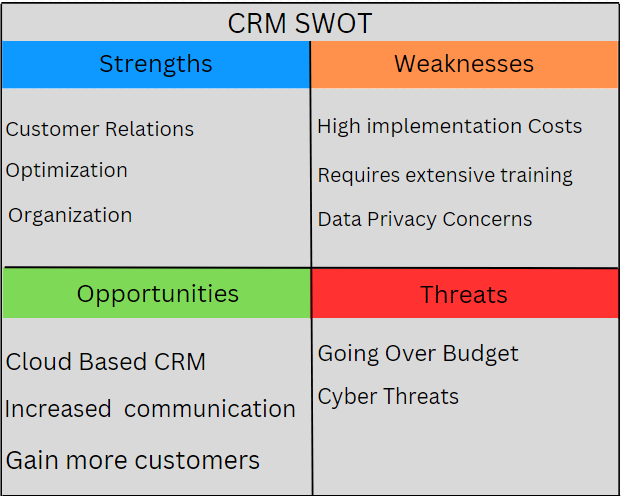 CRM SWOT
Strengths
Customer Relations
Optimization
Organization
Weaknesses
High implementation Costs
Requires extensive training
Data Privacy Concerns
Opportunities
Cloud Based CRM
Increased communication
Gain more customers
Threats
Going Over Budget
Cyber Threats